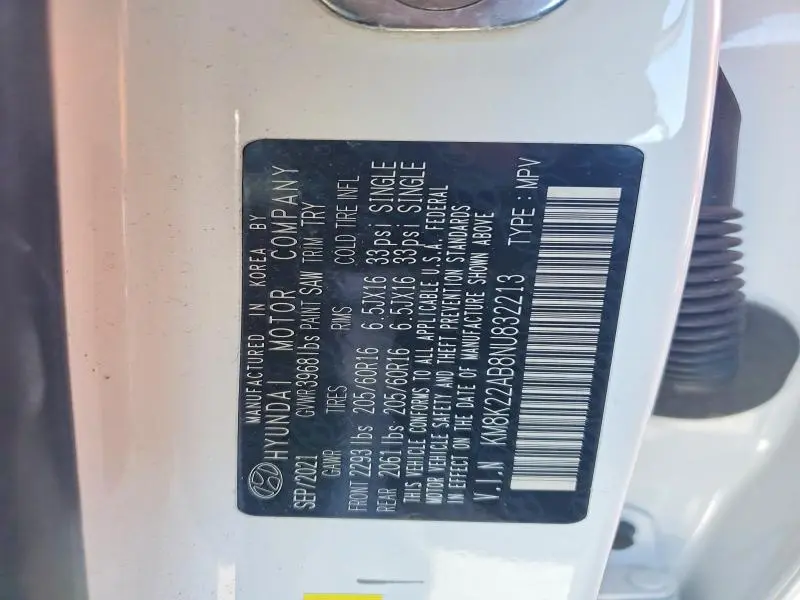 MANUFACTURED IN KOREA BY
HYUNDAI MOTOR COMPANY
SEP/2021 GVWR 3968 lbs PAINT SAW TRIM TRY
GAWR TIRES RMS COLD TIRE INFL
FRONT 2293 lbs 205/60R16 6.5JX16 33psi SINGLE
REAR 2061 lbs 205/60R16 6.5JX16 33psi SINGLE
THIS VEHICLE CONFORMS TO ALL APPLICABLE U.S.A. FEDERAL
MOTOR VEHICLE SAFETY AND THEFT PREVENTION STANDARDS
IN EFFECT ON THE DATE OF MANUFACTURE SHOWN ABOVE
V.I.N KM8K22AB8NU832213 TYPE : MPV